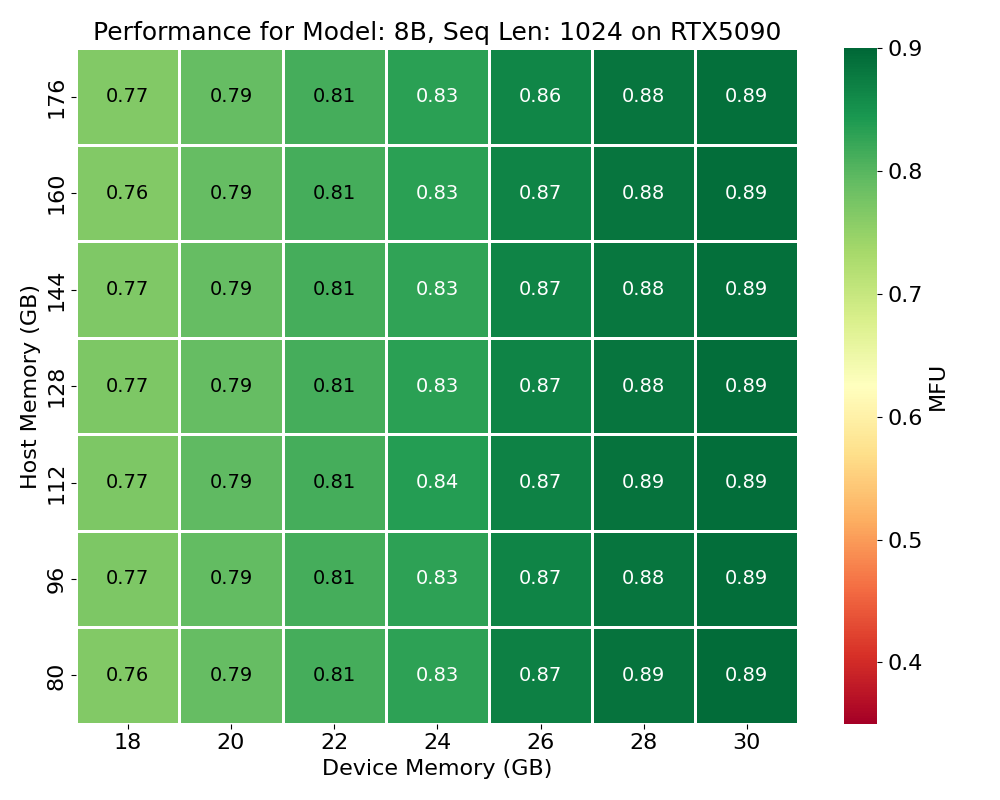 Performance for Model: 8B, Seq Len: 1024 on RTX5090
Host Memory (GB)
176 0.77 0.79 0.81 0.83 0.86 0.88 0.89
160 0.76 0.79 0.81 0.83 0.87 0.88 0.89
144 0.77 0.79 0.81 0.83 0.87 0.88 0.89
128 0.77 0.79 0.81 0.83 0.87 0.88 0.89
112 0.77 0.79 0.81 0.84 0.87 0.89 0.89
96 0.77 0.79 0.81 0.83 0.87 0.88 0.89
80 0.76 0.79 0.81 0.83 0.87 0.89 0.89
18 20 22 24 26 28 30
Device Memory (GB)
0.9
0.8
0.7
0.6
0.5
0.4
MFU